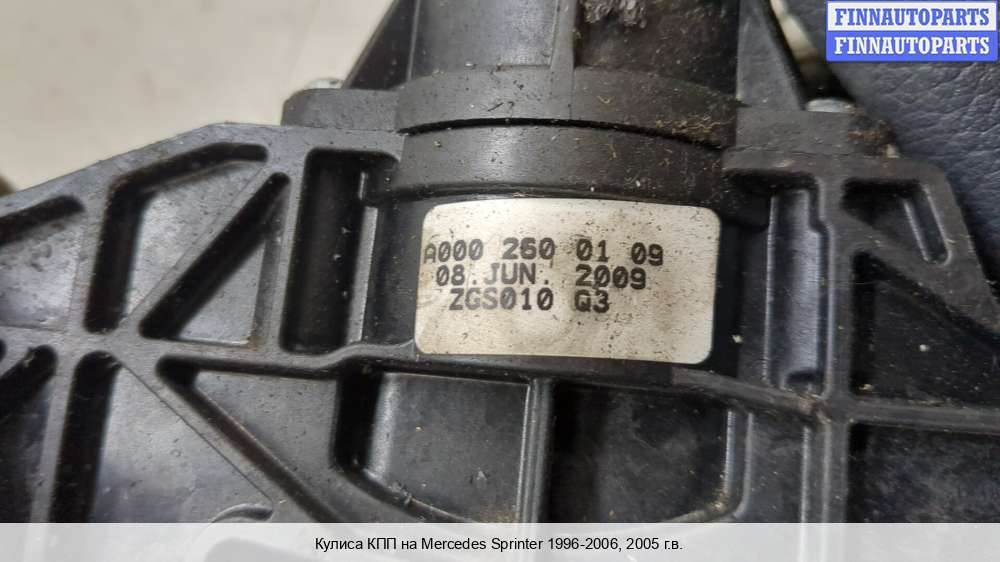 FINNAUTOPARTS
FINNAUTOPARTS
A000 260 01 09
08.JUN. 2009
ZGS010 Q3
Кулиса КПП на Mercedes Sprinter 1996-2006, 2005 г.в.